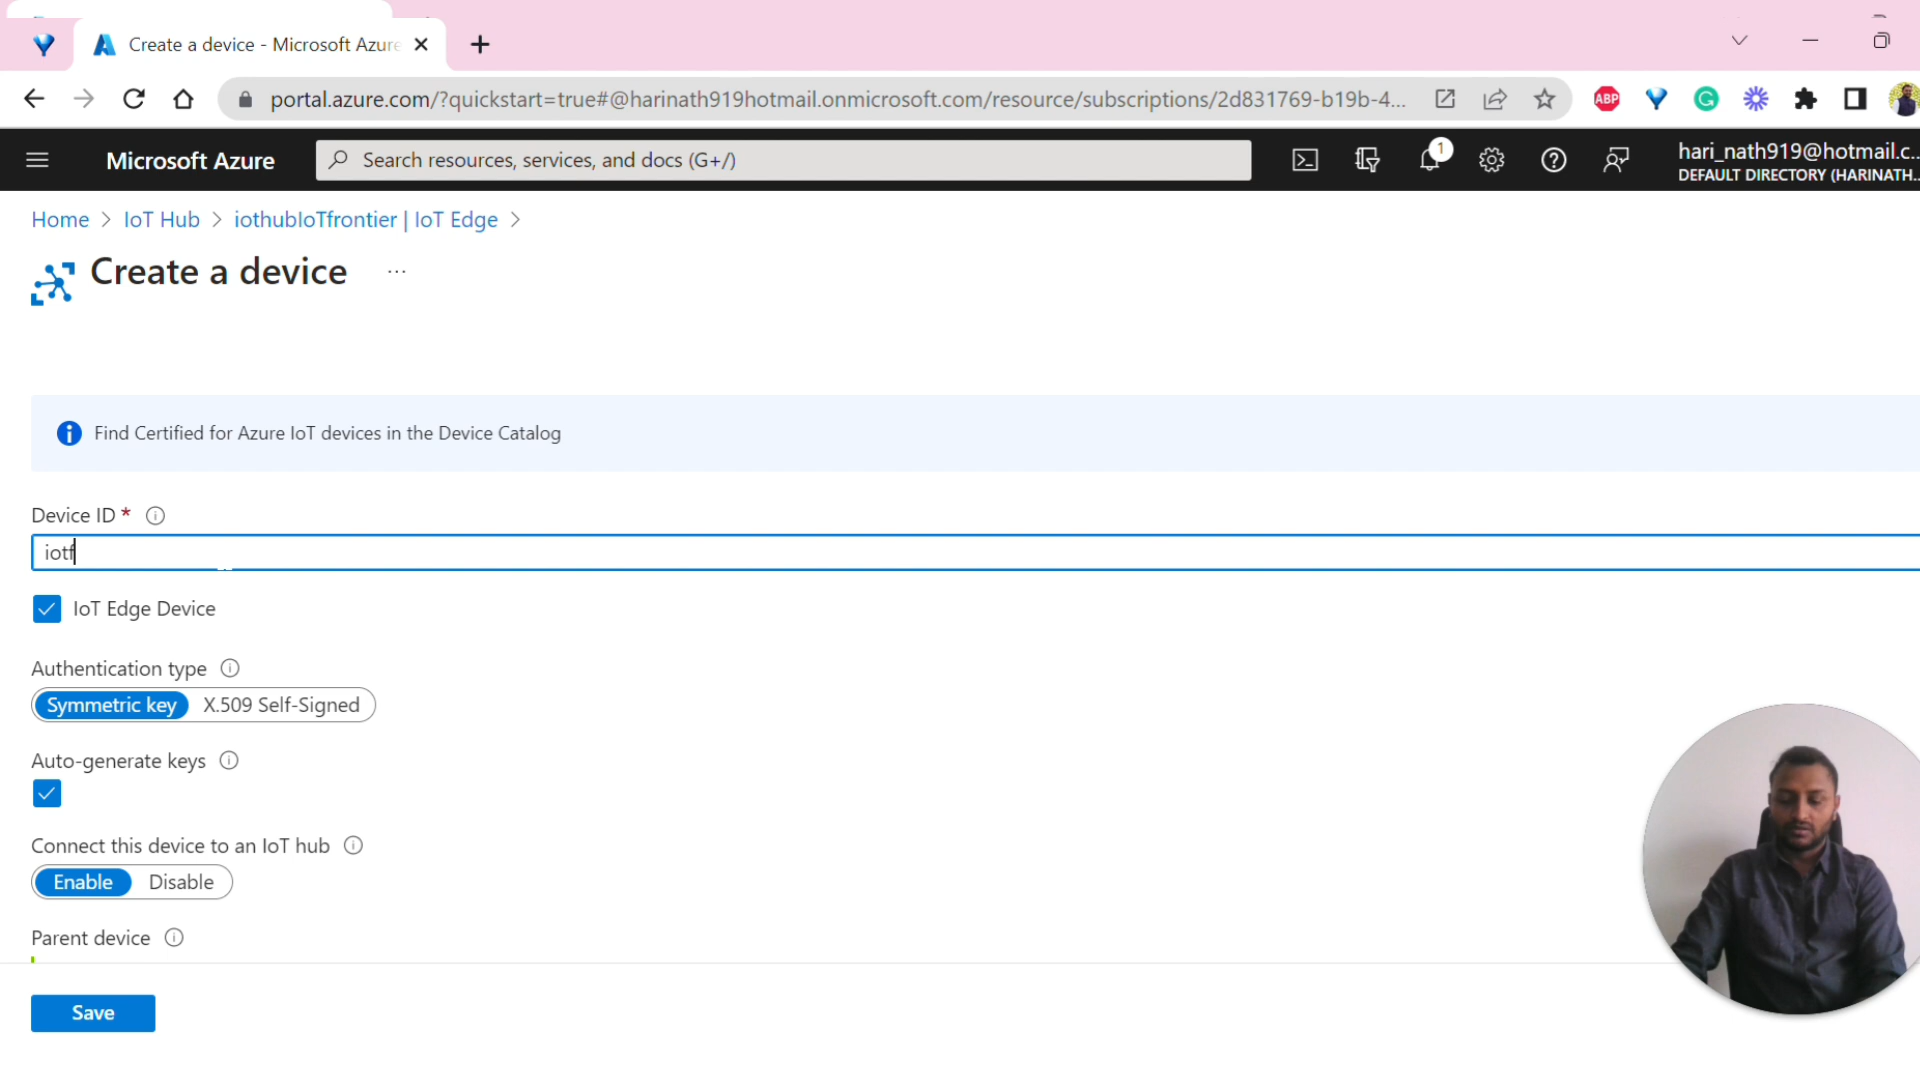 Create a device - Microsoft Azure
portal.azure.com/?quickstart=true#@harinath919hotmail.onmicrosoft.com/resource/subscriptions/2d831769-b19b-4...
ABP
G
Microsoft Azure
Search resources, services, and docs (G+/)
1
hari_nath919@hotmail.c...
DEFAULT DIRECTORY (HARINATH...
Home > IoT Hub > iothubIoTfrontier | IoT Edge >
Create a device ...
Find Certified for Azure IoT devices in the Device Catalog
Device ID *
iotf
IoT Edge Device
Authentication type
Symmetric key X.509 Self-Signed
Auto-generate keys
Connect this device to an IoT hub
Enable Disable
Parent device
Save